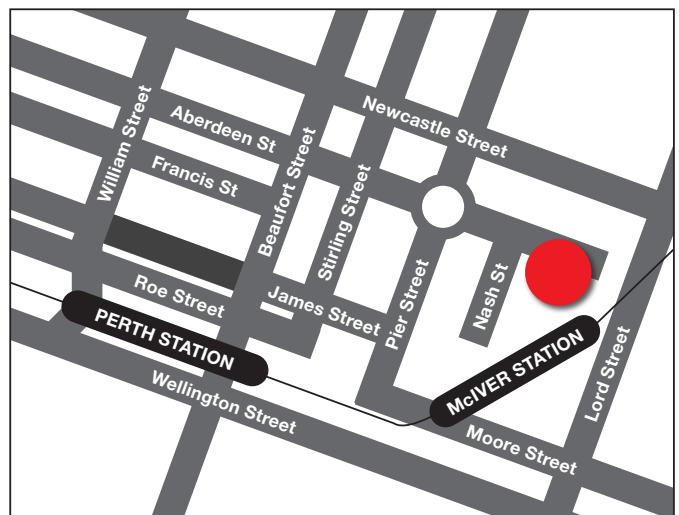 Newcastle Street
Aberdeen St
William Street
Francis St
Beaufort Street
Stirling Street
Roe Street
James Street
Pier Street
Nash St
PERTH STATION
McIVER STATION
Lord Street
Wellington Street
Moore Street